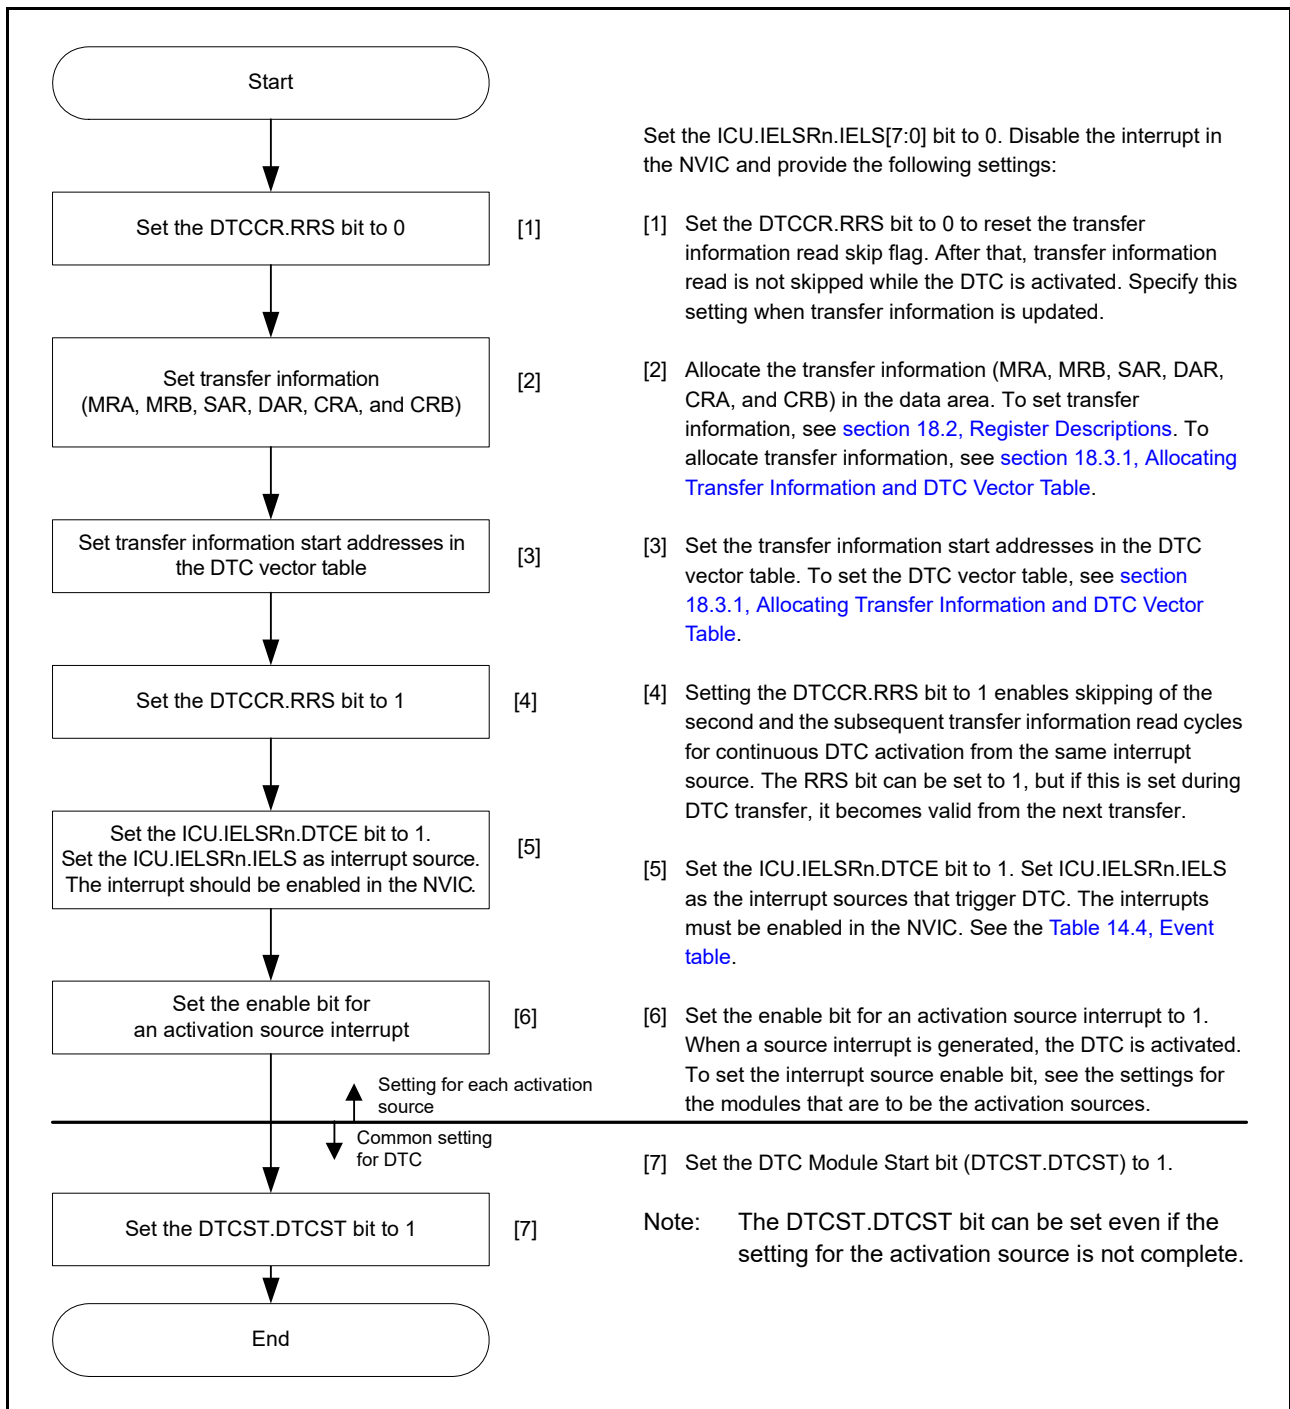 Start
Set the DTCCR.RRS bit to 0
[1]
Set transfer information
(MRA, MRB, SAR, DAR, CRA, and CRB)
[2]
Set transfer information start addresses in
the DTC vector table
[3]
Set the DTCCR.RRS bit to 1
[4]
Set the ICU.IELSRn.DTCE bit to 1.
Set the ICU.IELSRn.IELS as interrupt source.
The interrupt should be enabled in the NVIC.
[5]
Set the enable bit for
an activation source interrupt
[6]
Setting for each activation
source
Common setting
for DTC
Set the DTCST.DTCST bit to 1
[7]
End
Set the ICU.IELSRn.IELS[7:0] bit to 0. Disable the interrupt in
the NVIC and provide the following settings:
[1] Set the DTCCR.RRS bit to 0 to reset the transfer
information read skip flag. After that, transfer information
read is not skipped while the DTC is activated. Specify this
setting when transfer information is updated.
[2] Allocate the transfer information (MRA, MRB, SAR, DAR,
CRA, and CRB) in the data area. To set transfer
information, see section 18.2, Register Descriptions. To
allocate transfer information, see section 18.3.1, Allocating
Transfer Information and DTC Vector Table.
[3] Set the transfer information start addresses in the DTC
vector table. To set the DTC vector table, see section
18.3.1, Allocating Transfer Information and DTC Vector
Table.
[4] Setting the DTCCR.RRS bit to 1 enables skipping of the
second and the subsequent transfer information read cycles
for continuous DTC activation from the same interrupt
source. The RRS bit can be set to 1, but if this is set during
DTC transfer, it becomes valid from the next transfer.
[5] Set the ICU.IELSRn.DTCE bit to 1. Set ICU.IELSRn.IELS
as the interrupt sources that trigger DTC. The interrupts
must be enabled in the NVIC. See the Table 14.4, Event
table.
[6] Set the enable bit for an activation source interrupt to 1.
When a source interrupt is generated, the DTC is activated.
To set the interrupt source enable bit, see the settings for
the modules that are to be the activation sources.
[7] Set the DTC Module Start bit (DTCST.DTCST) to 1.
Note: The DTCST.DTCST bit can be set even if the
setting for the activation source is not complete.